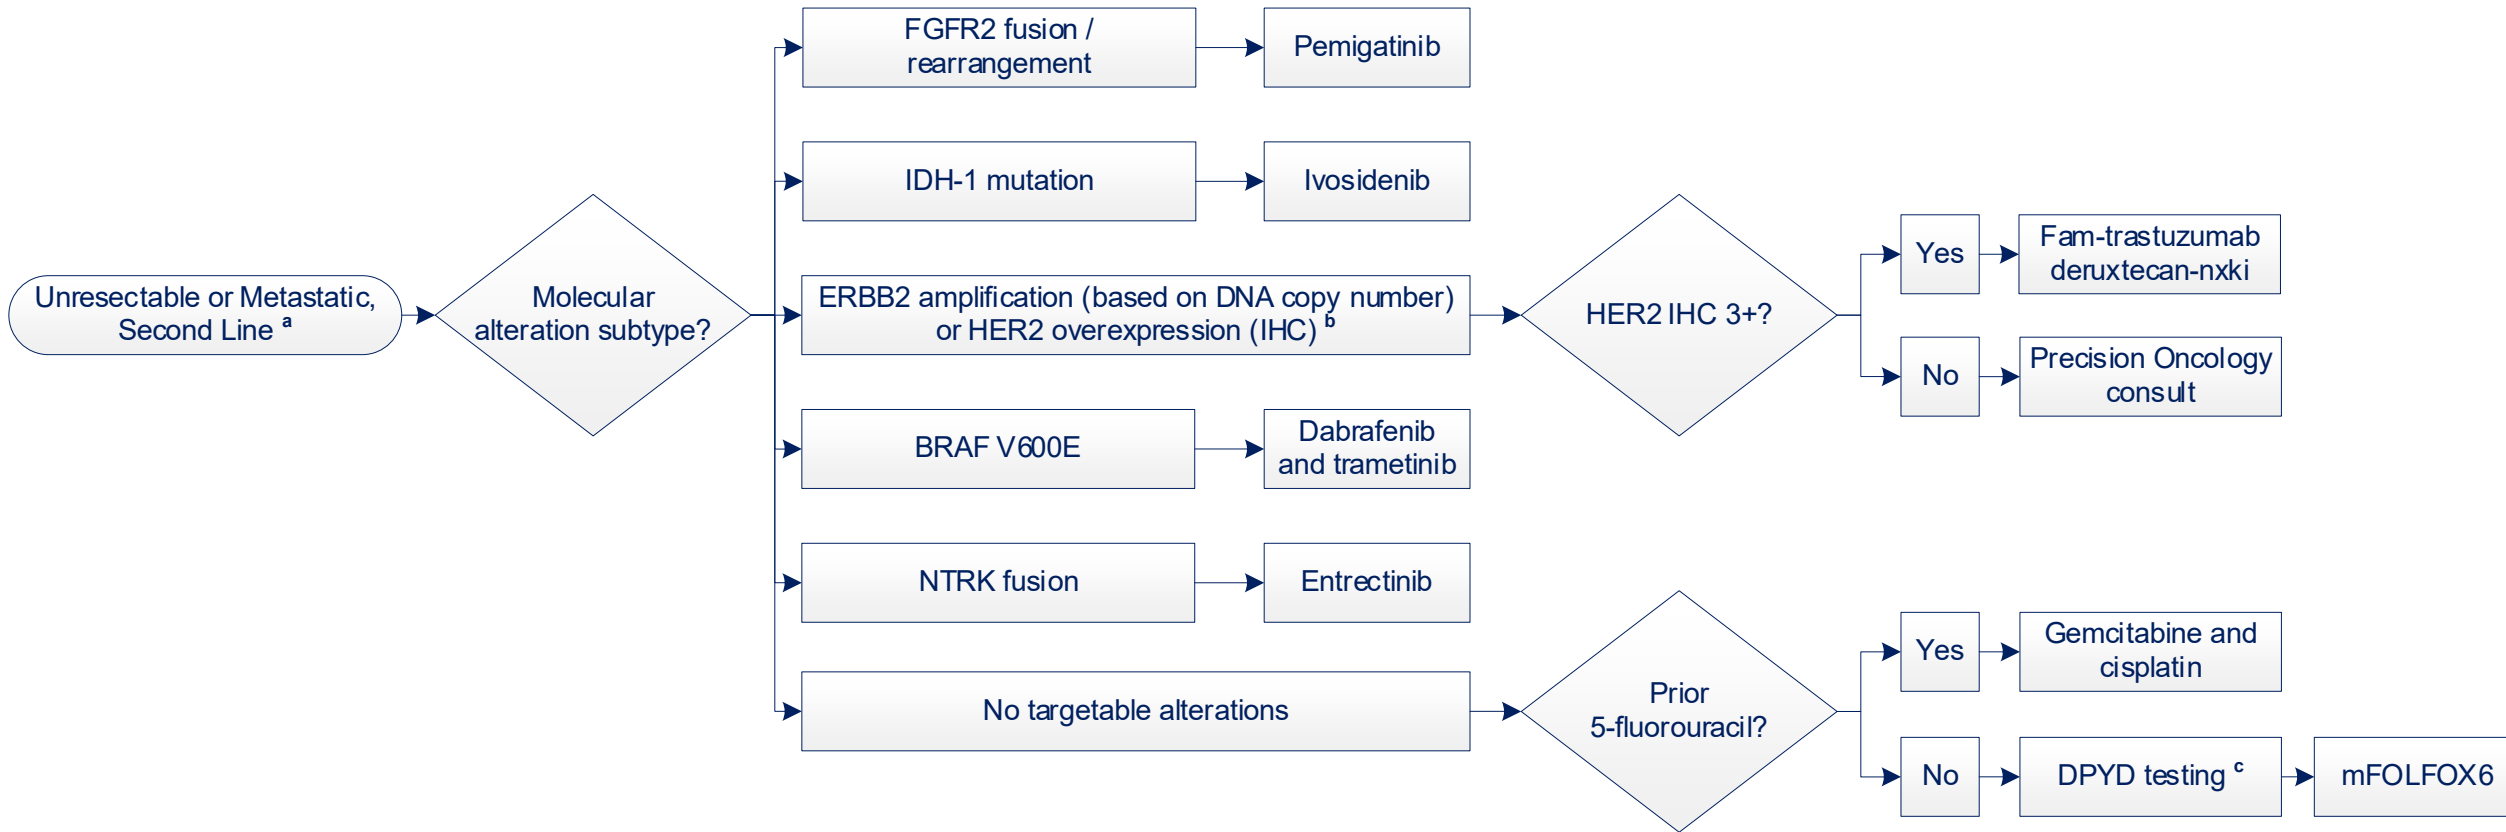 FGFR2 fusion /
rearrangement
Pemigatinib
IDH-1 mutation
Ivosidenib
Unresectable or Metastatic,
Second Line a
Molecular
alteration subtype?
ERBB2 amplification (based on DNA copy number)
or HER2 overexpression (IHC) b
HER2 IHC 3+?
Yes
Fam-trastuzumab
deruxtecan-nxki
No
Precision Oncology
consult
BRAF V600E
Dabrafenib
and trametinib
NTRK fusion
Entrectinib
No targetable alterations
Prior
5-fluorouracil?
Yes
Gemcitabine and
cisplatin
No
DPYD testing c
mFOLFOX6